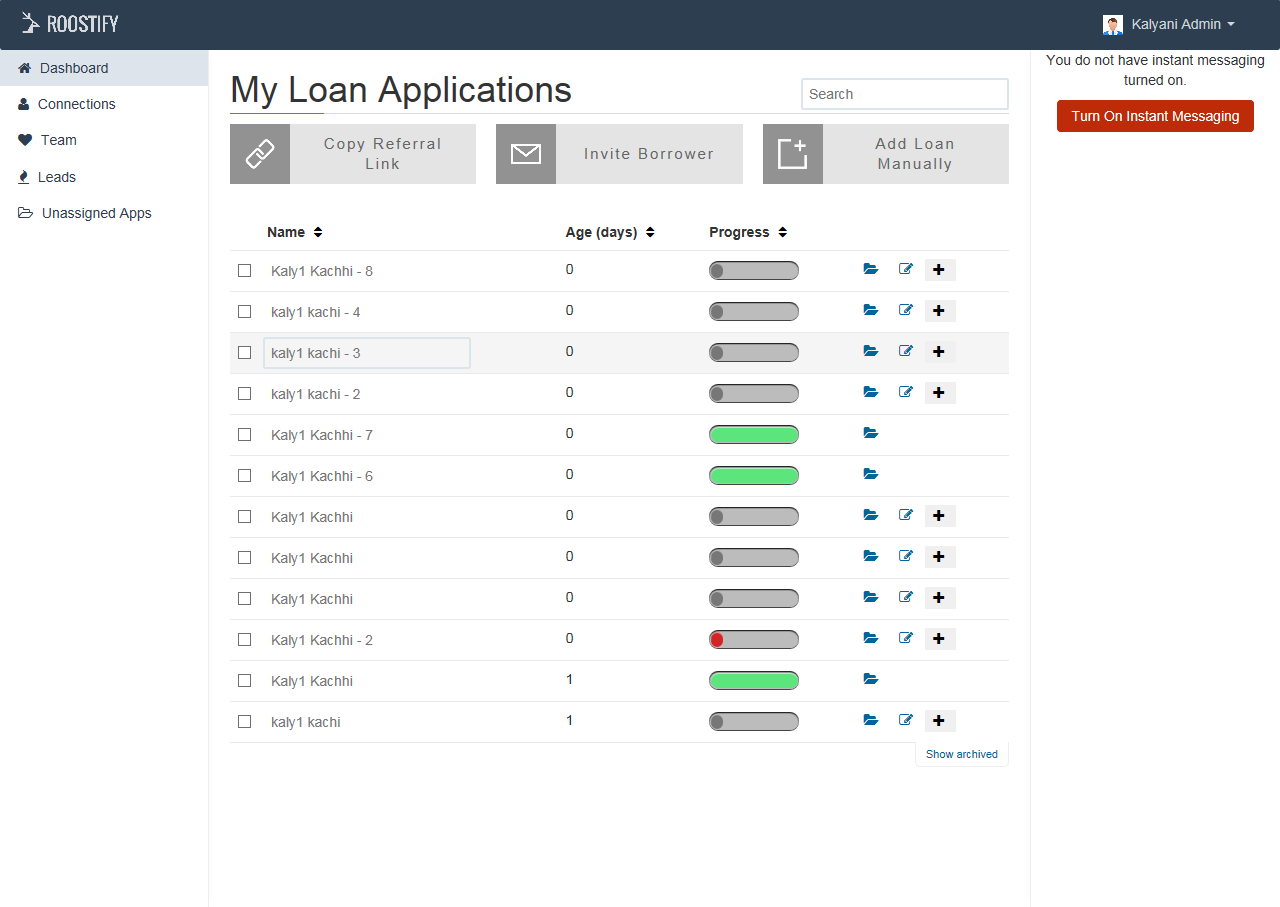 ROOSTIFY
Kalyani Admin
Dashboard
Connections
Team
Leads
Unassigned Apps
My Loan Applications
Search
Copy Referral
Link
Invite Borrower
Add Loan
Manually
Name Age (days) Progress
Kaly1 Kachhi - 8 0
kaly1 kachi - 4 0
kaly1 kachi - 3 0
kaly1 kachi - 2 0
Kaly1 Kachhi - 7 0
Kaly1 Kachhi - 6 0
Kaly1 Kachhi 0
Kaly1 Kachhi 0
Kaly1 Kachhi 0
Kaly1 Kachhi - 2 0
Kaly1 Kachhi 1
kaly1 kachi 1
Show archived
You do not have instant messaging
turned on.
Turn On Instant Messaging